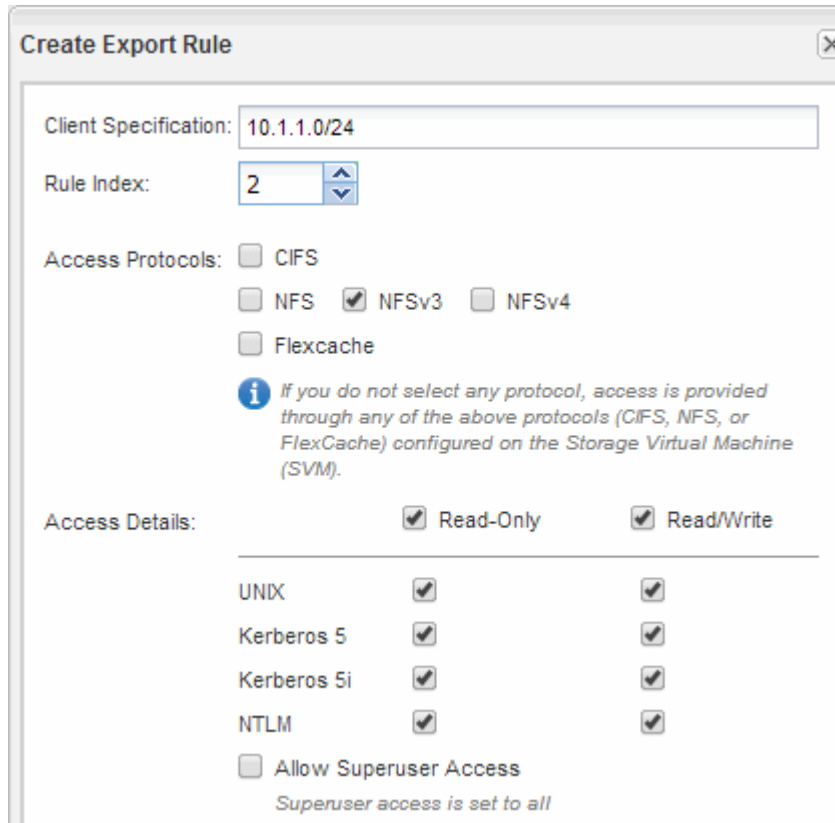 Create Export Rule
Client Specification: 10.1.1.0/24
Rule Index: 2
Access Protocols: CIFS
NFS NFSv3 NFSv4
Flexcache
If you do not select any protocol, access is provided
through any of the above protocols (CIFS, NFS, or
FlexCache) configured on the Storage Virtual Machine
(SVM).
Access Details: Read-Only Read/Write
UNIX
Kerberos 5
Kerberos 5i
NTLM
Allow Superuser Access
Superuser access is set to all